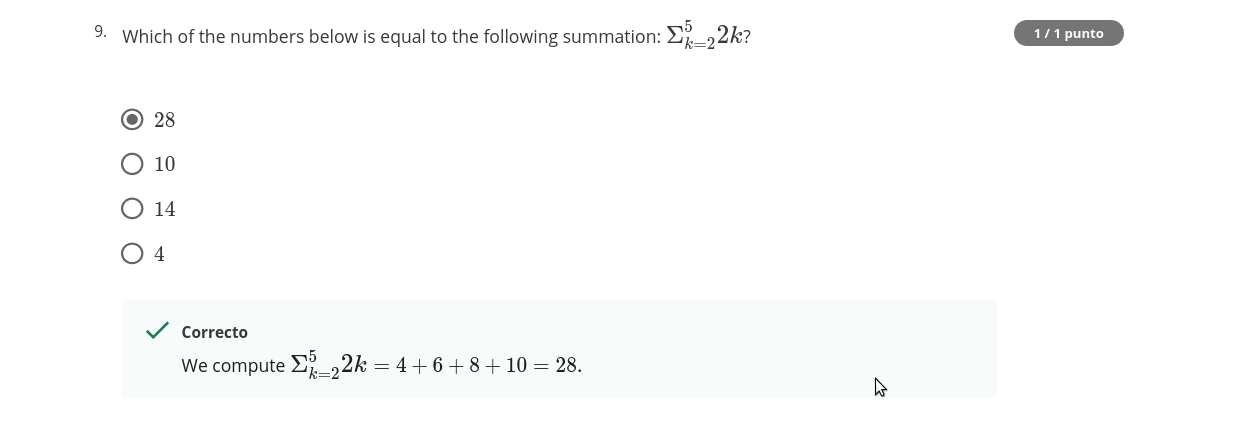 9. Which of the numbers below is equal to the following summation: $\Sigma_{k=2}^{5} 2k$?
1 / 1 punto
28
10
14
4
Correcto
We compute $\Sigma_{k=2}^{5} 2k = 4 + 6 + 8 + 10 = 28.$